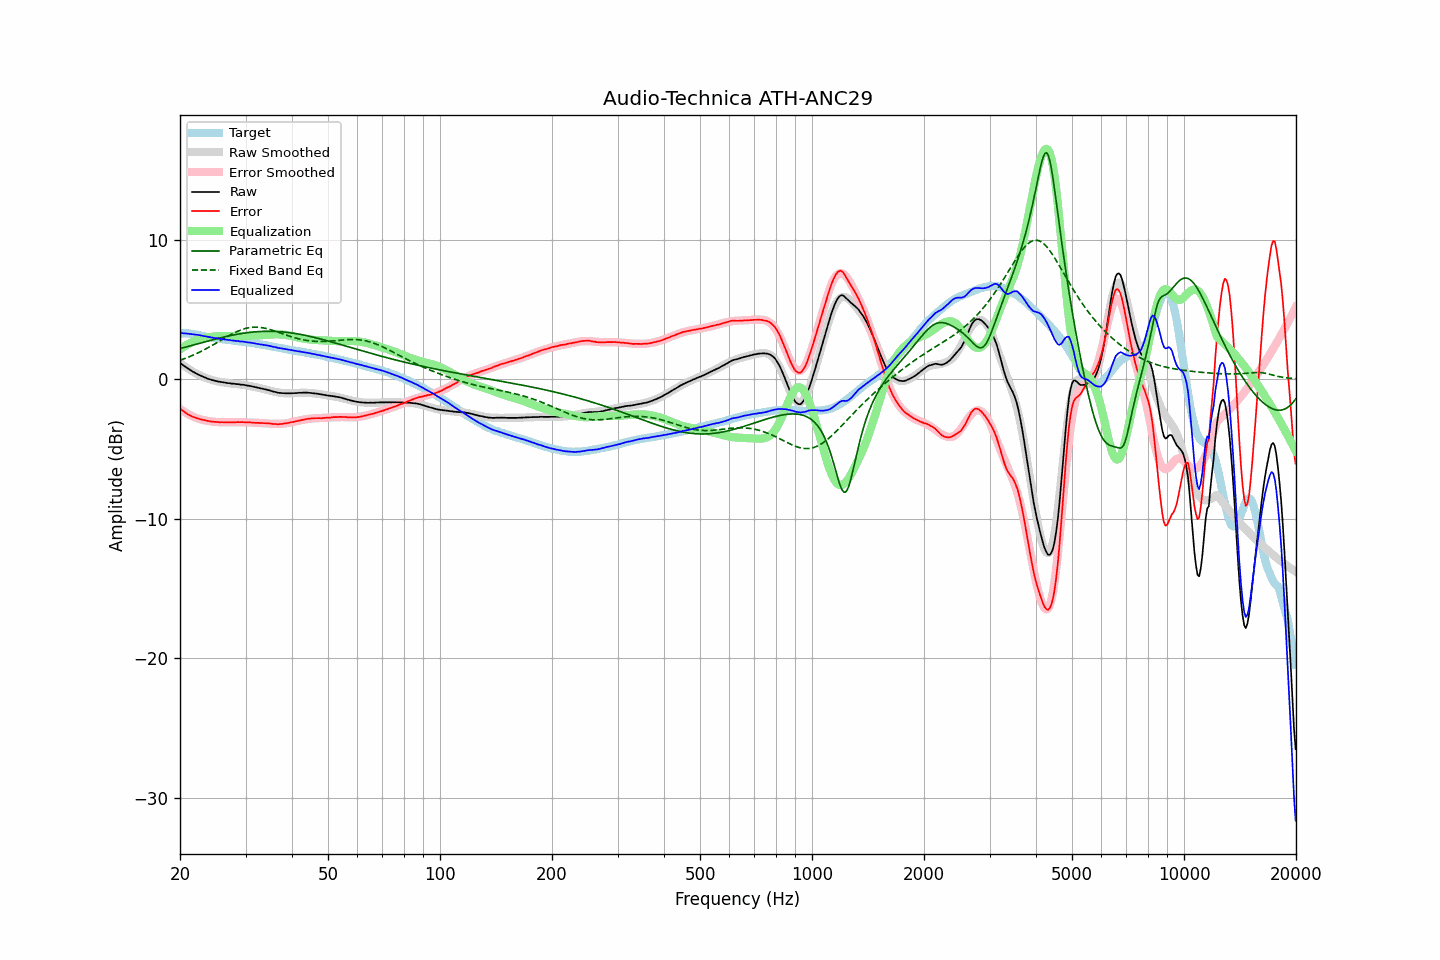 Audio-Technica ATH-ANC29
Target
Raw Smoothed
Error Smoothed
Raw
Error
Equalization
Parametric Eq
Fixed Band Eq
Equalized
10
0
−10
−20
−30
Amplitude (dBr)
20 50 100 200 500 1000 2000 5000 10000 20000
Frequency (Hz)